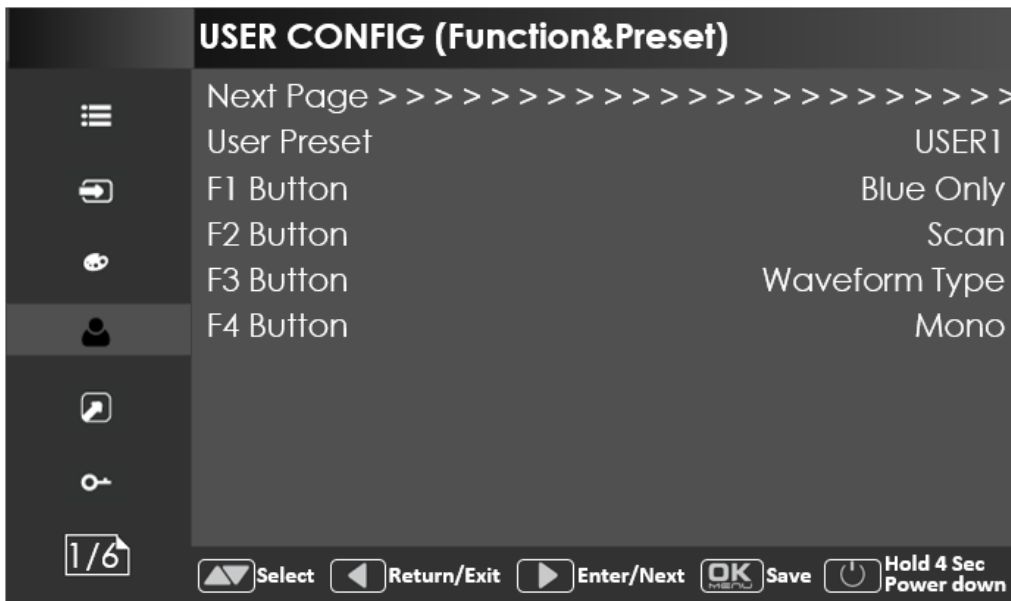 USER CONFIG (Function&Preset)
Next Page > > > > > > > > > > > > > > > > > > > > > > >
User Preset USER1
F1 Button Blue Only
F2 Button Scan
F3 Button Waveform Type
F4 Button Mono
1/6
Select Return/Exit Enter/Next OK MENU Save Hold 4 Sec Power down